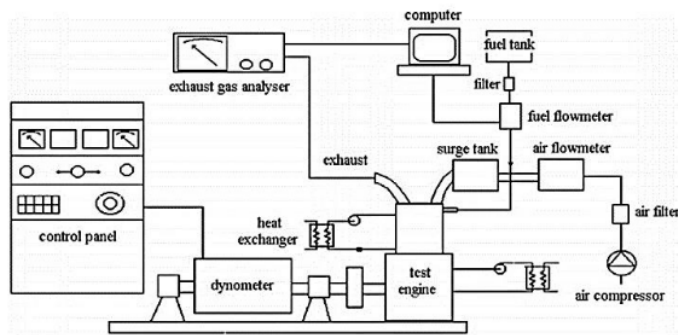 computer
fuel tank
exhaust gas analyser
filter
fuel flowmeter
surge tank
air flowmeter
exhaust
heat
exchanger
air filter
control panel
dynometer
test
engine
air compressor